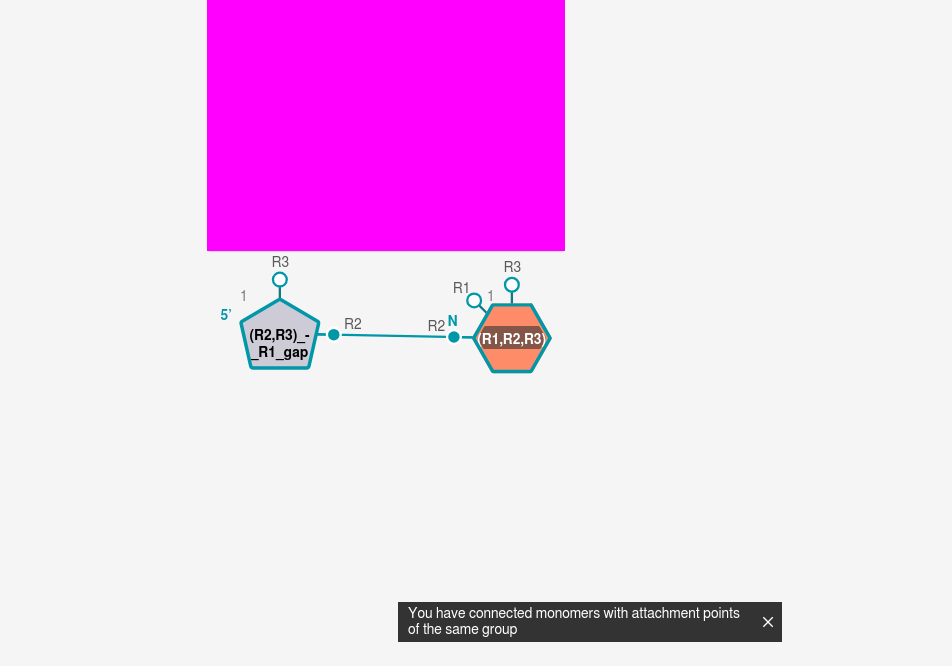 R3
R3
R1
1
1
5’
R2
R2
N
(R2,R3)_-
_R1_gap
(R1,R2,R3)
You have connected monomers with attachment points
of the same group